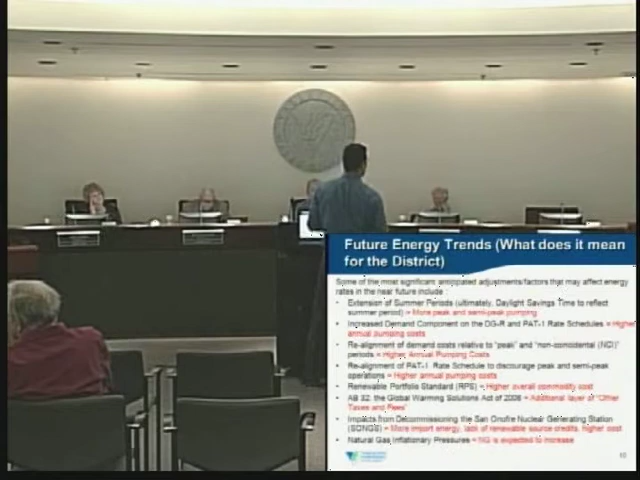 Future Energy Trends (What does it mean
for the District)
Some of the most significant anticipated adjustments/factors that may affect energy
rates in the near future include
• Extension of Summer Periods (ultimately, Daylight Savings Time to reflect
summer period) = More peak and semi-peak pumping
• Increased Demand Component on the DG-R and PAT-1 Rate Schedules = Higher
annual pumping costs
• Re-alignment of demand costs relative to "peak" and "non-coincidental (NCI)"
periods = Higher Annual Pumping Costs
• Re-alignment of PAT-1 Rate Schedule to discourage peak and semi-peak
operations = Higher annual pumping costs
• Renewable Portfolio Standard (RPS) = Higher overall commodity cost
• AB 32, the Global Warming Solutions Act of 2006 = Additional layer of "Other
Taxes and Fees"
• Impacts from Decommissioning the San Onofre Nuclear Generating Station
(SONGS) = More import energy, lack of renewable source credits, higher cost
• Natural Gas Inflationary Pressures = NG is expected to increase